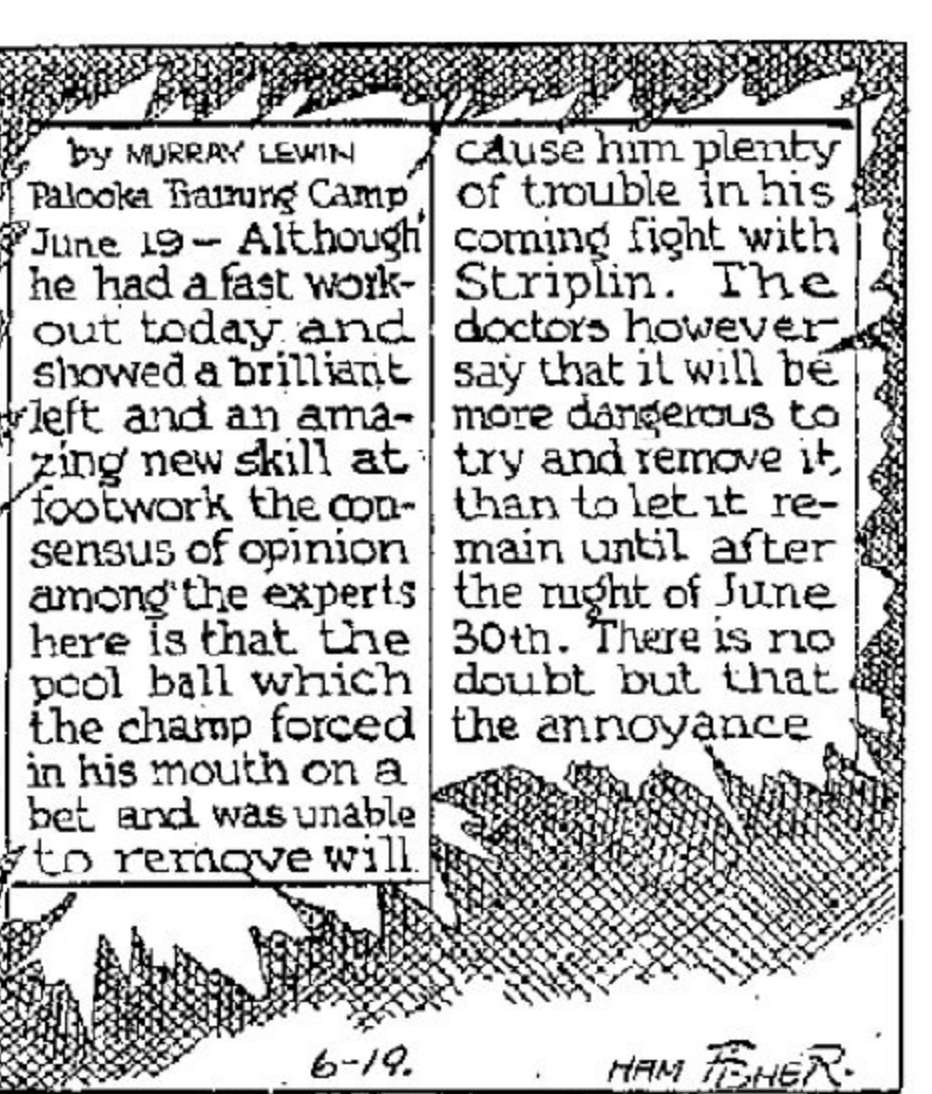 by MURRAY LEWIN
Palooka Training Camp,
June 19 – Although
he had a fast work-
out today and
showed a brilliant
left and an ama-
zing new skill at
footwork the con-
sensus of opinion
among the experts
here is that the
pool ball which
the champ forced
in his mouth on a
bet and was unable
to remove will
cause him plenty
of trouble in his
coming fight with
Striplin. The
doctors however
say that it will be
more dangerous to
try and remove it,
than to let it re-
main until after
the night of June
30th. There is no
doubt but that
the annoyance
6-19.
HAM FISHER.